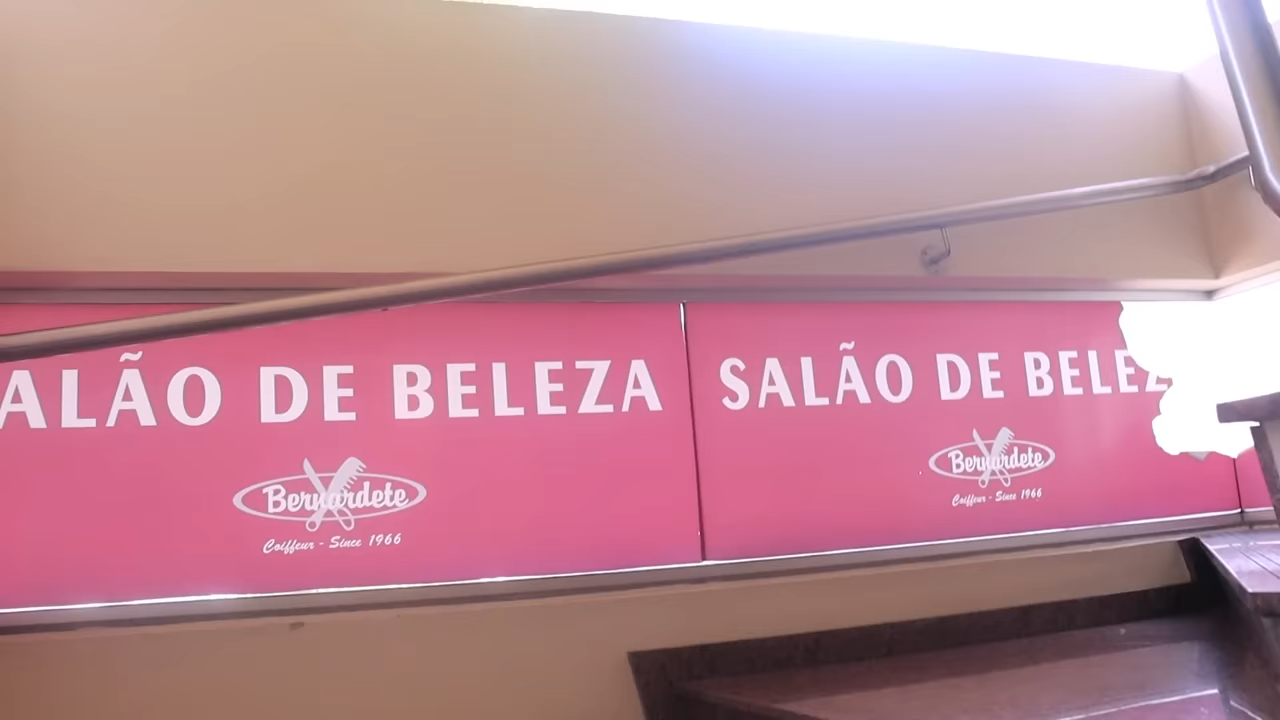 ALÃO DE BELEZA
Bernardete
Coiffeur - Since 1966
SALÃO DE BELEZ
Bernardete
Coiffeur - Since 1966